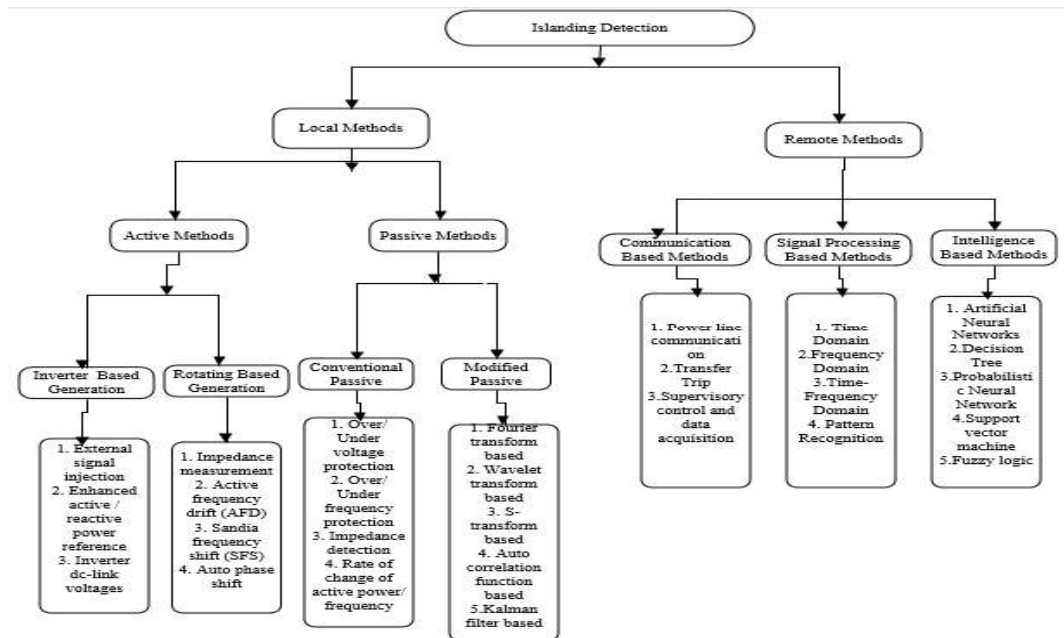 Islanding Detection
Local Methods
Remote Methods
Active Methods
Passive Methods
Communication
Based Methods
Signal Processing
Based Methods
Intelligence
Based Methods
Inverter Based
Generation
Rotating Based
Generation
Conventional
Passive
Modified
Passive
1. External
signal
injection
2. Enhanced
active /
reactive
power
reference
3. Inverter
dc-link
voltages
1. Impedance
measurement
2. Active
frequency
drift (AFD)
3. Sandia
frequency
shift (SFS)
4. Auto phase
shift
1. Over/
Under
voltage
protection
2. Over/
Under
frequency
protection
3. Impedance
detection
4. Rate of
change of
active power/
frequency
1. Fourier
transform
based
2. Wavelet
transform
based
3. S-
transform
based
4. Auto
correlation
function
based
5.Kalman
filter based
1. Power line
communicati
on
2.Transfer
Trip
3.Supervisory
control and
data
acquisition
1. Time
Domain
2.Frequency
Domain
3.Time-
Frequency
Domain
4. Pattern
Recognition
1. Artificial
Neural
Networks
2.Decision
Tree
3.Probabilisti
c Neural
Network
4.Support
vector
machine
5.Fuzzy logic